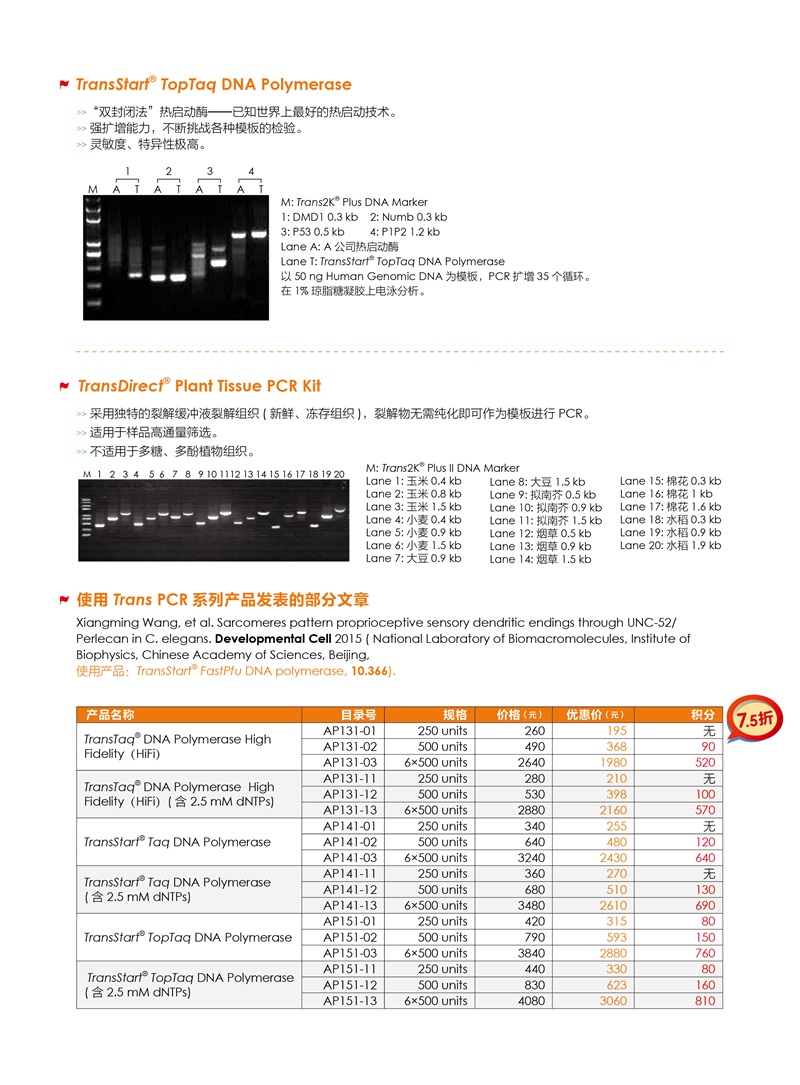 TransStart® TopTaq DNA Polymerase
>> “双封闭法”热启动酶——已知世界上最好的热启动技术。
>> 强扩增能力，不断挑战各种模板的检验。
>> 灵敏度、特异性极高。
1 2 3 4
M A T A T A T A T
M: Trans2K® Plus DNA Marker
1: DMD1 0.3 kb 2: Numb 0.3 kb
3: P53 0.5 kb 4: P1P2 1.2 kb
Lane A: A 公司热启动酶
Lane T: TransStart® TopTaq DNA Polymerase
以 50 ng Human Genomic DNA 为模板，PCR 扩增 35 个循环。
在 1% 琼脂糖凝胶上电泳分析。
TransDirect® Plant Tissue PCR Kit
>> 采用独特的裂解缓冲液裂解组织 ( 新鲜、冻存组织 )，裂解物无需纯化即可作为模板进行 PCR。
>> 适用于样品高通量筛选。
>> 不适用于多糖、多酚植物组织。
M 1 2 3 4 5 6 7 8 9 10 11 12 13 14 15 16 17 18 19 20
M: Trans2K® Plus II DNA Marker
Lane 1: 玉米 0.4 kb
Lane 2: 玉米 0.8 kb
Lane 3: 玉米 1.5 kb
Lane 4: 小麦 0.4 kb
Lane 5: 小麦 0.9 kb
Lane 6: 小麦 1.5 kb
Lane 7: 大豆 0.9 kb
Lane 8: 大豆 1.5 kb
Lane 9: 拟南芥 0.5 kb
Lane 10: 拟南芥 0.9 kb
Lane 11: 拟南芥 1.5 kb
Lane 12: 烟草 0.5 kb
Lane 13: 烟草 0.9 kb
Lane 14: 烟草 1.5 kb
Lane 15: 棉花 0.3 kb
Lane 16: 棉花 1 kb
Lane 17: 棉花 1.6 kb
Lane 18: 水稻 0.3 kb
Lane 19: 水稻 0.9 kb
Lane 20: 水稻 1.9 kb
使用 Trans PCR 系列产品发表的部分文章
Xiangming Wang, et al. Sarcomeres pattern proprioceptive sensory dendritic endings through UNC-52/
Perlecan in C. elegans. Developmental Cell 2015 ( National Laboratory of Biomacromolecules, Institute of
Biophysics, Chinese Academy of Sciences, Beijing,
使用产品：TransStart® FastPfu DNA polymerase, 10.366).
7.5折
产品名称 目录号 规格 价格（元） 优惠价（元） 积分
TransTaq® DNA Polymerase High
Fidelity（HiFi）
AP131-01 250 units 260 195 无
AP131-02 500 units 490 368 90
AP131-03 6×500 units 2640 1980 520
TransTaq® DNA Polymerase High
Fidelity（HiFi）( 含 2.5 mM dNTPs)
AP131-11 250 units 280 210 无
AP131-12 500 units 530 398 100
AP131-13 6×500 units 2880 2160 570
TransStart® Taq DNA Polymerase
AP141-01 250 units 340 255 无
AP141-02 500 units 640 480 120
AP141-03 6×500 units 3240 2430 640
TransStart® Taq DNA Polymerase
( 含 2.5 mM dNTPs)
AP141-11 250 units 360 270 无
AP141-12 500 units 680 510 130
AP141-13 6×500 units 3480 2610 690
TransStart® TopTaq DNA Polymerase
AP151-01 250 units 420 315 80
AP151-02 500 units 790 593 150
AP151-03 6×500 units 3840 2880 760
TransStart® TopTaq DNA Polymerase
( 含 2.5 mM dNTPs)
AP151-11 250 units 440 330 80
AP151-12 500 units 830 623 160
AP151-13 6×500 units 4080 3060 810